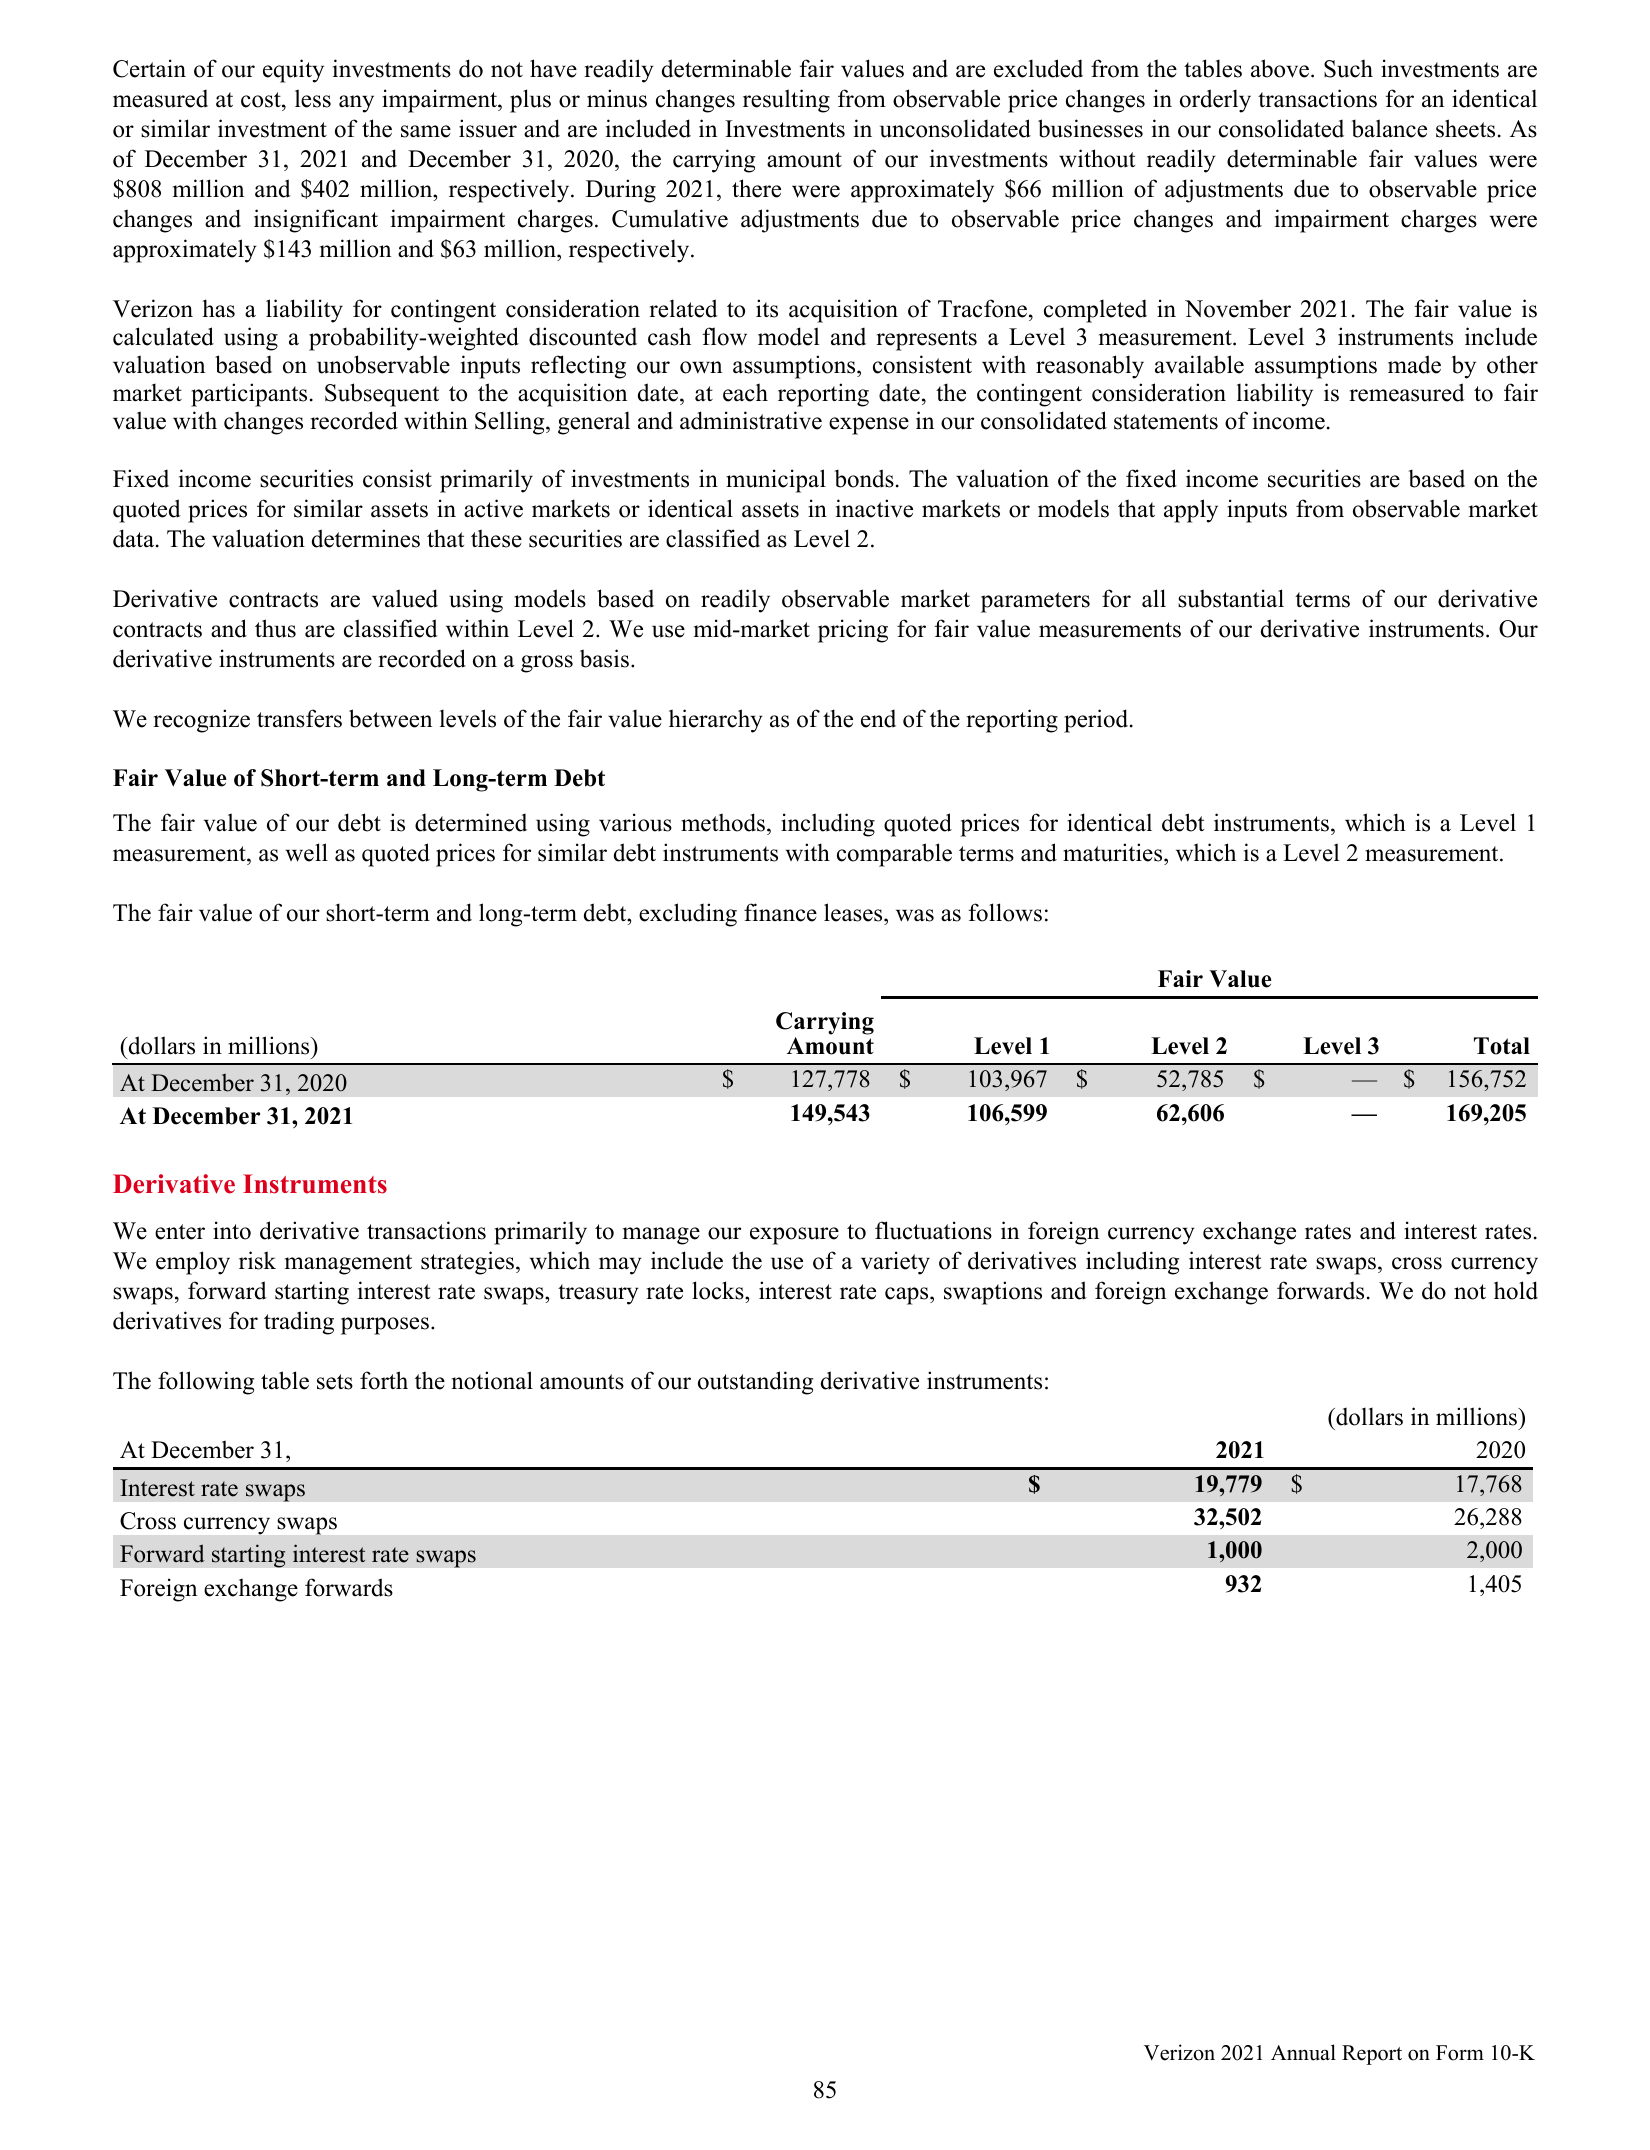 Certain of our equity investments do not have readily determinable fair values and are excluded from the tables above. Such investments are
measured at cost, less any impairment, plus or minus changes resulting from observable price changes in orderly transactions for an identical
or similar investment of the same issuer and are included in Investments in unconsolidated businesses in our consolidated balance sheets. As
of December 31, 2021 and December 31, 2020, the carrying amount of our investments without readily determinable fair values were
$808 million and $402 million, respectively. During 2021, there were approximately $66 million of adjustments due to observable price
changes and insignificant impairment charges. Cumulative adjustments due to observable price changes and impairment charges were
approximately $143 million and $63 million, respectively.
Verizon has a liability for contingent consideration related to its acquisition of Tracfone, completed in November 2021. The fair value is
calculated using a probability-weighted discounted cash flow model and represents a Level 3 measurement. Level 3 instruments include
valuation based on unobservable inputs reflecting our own assumptions, consistent with reasonably available assumptions made by other
market participants. Subsequent to the acquisition date, at each reporting date, the contingent consideration liability is remeasured to fair
value with changes recorded within Selling, general and administrative expense in our consolidated statements of income.
Fixed income securities consist primarily of investments in municipal bonds. The valuation of the fixed income securities are based on the
quoted prices for similar assets in active markets or identical assets in inactive markets or models that apply inputs from observable market
data. The valuation determines that these securities are classified as Level 2.
Derivative contracts are valued using models based on readily observable market parameters for all substantial terms of our derivative
contracts and thus are classified within Level 2. We use mid-market pricing for fair value measurements of our derivative instruments. Our
derivative instruments are recorded on a gross basis.
We recognize transfers between levels of the fair value hierarchy as of the end of the reporting period.
Fair Value of Short-term and Long-term Debt
The fair value of our debt is determined using various methods, including quoted prices for identical debt instruments, which is a Level 1
measurement, as well as quoted prices for similar debt instruments with comparable terms and maturities, which is a Level 2 measurement.
The fair value of our short-term and long-term debt, excluding finance leases, was as follows:
Fair Value
Carrying
(dollars in millions) Amount Level 1 Level 2 Level 3 Total
At December 31, 2020 $ 127,778 $ 103,967 $ 52,785 $ — $ 156,752
At December 31, 2021 149,543 106,599 62,606 — 169,205
Derivative Instruments
We enter into derivative transactions primarily to manage our exposure to fluctuations in foreign currency exchange rates and interest rates.
We employ risk management strategies, which may include the use of a variety of derivatives including interest rate swaps, cross currency
swaps, forward starting interest rate swaps, treasury rate locks, interest rate caps, swaptions and foreign exchange forwards. We do not hold
derivatives for trading purposes.
The following table sets forth the notional amounts of our outstanding derivative instruments:
(dollars in millions)
At December 31, 2021 2020
Interest rate swaps $ 19,779 $ 17,768
Cross currency swaps 32,502 26,288
Forward starting interest rate swaps 1,000 2,000
Foreign exchange forwards 932 1,405
Verizon 2021 Annual Report on Form 10-K
85